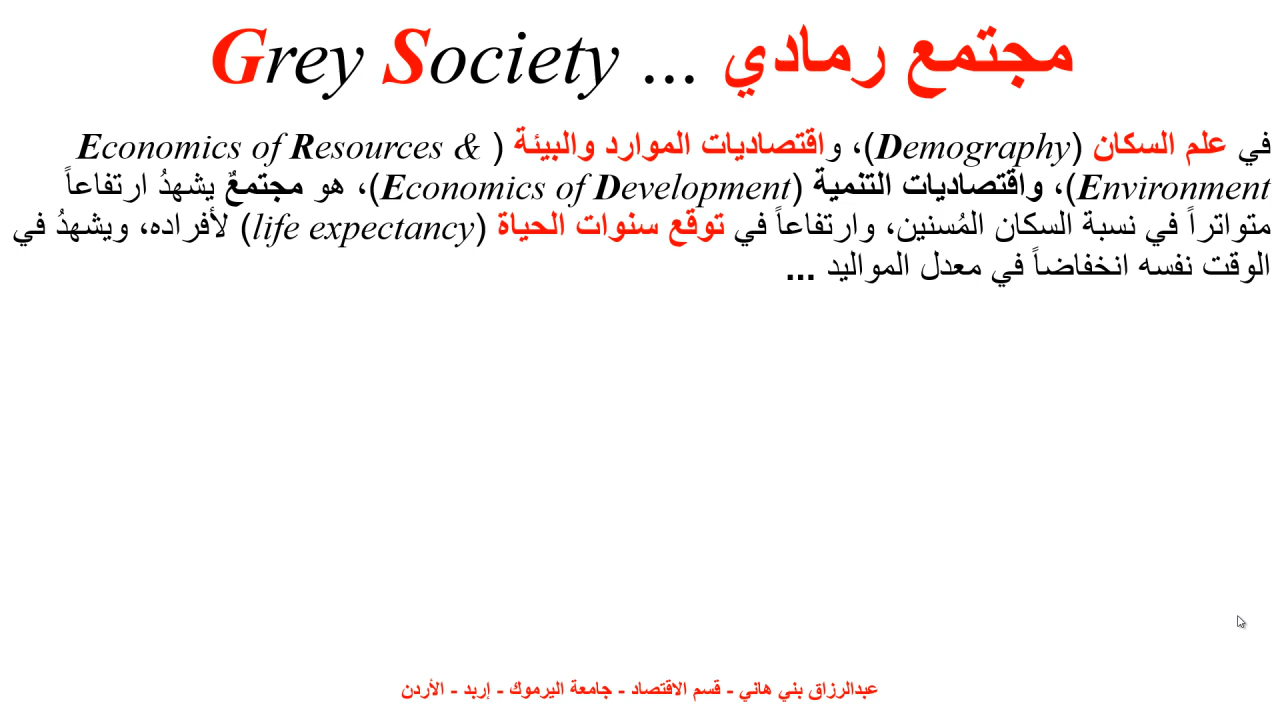 مجتمع رمادي ... Grey Society
في علم السكان (Demography)، واقتصاديات الموارد والبيئة (Economics of Resources &
Environment)، واقتصاديات التنمية (Economics of Development)، هو مجتمعٌ يشهدُ ارتفاعاً
متواتراً في نسبة السكان المُسنين، وارتفاعاً في توقع سنوات الحياة (life expectancy) لأفراده، ويشهدُ في
الوقت نفسه انخفاضاً في معدل المواليد ...
عبدالرزاق بني هاني - قسم الاقتصاد - جامعة اليرموك - إربد - الأردن